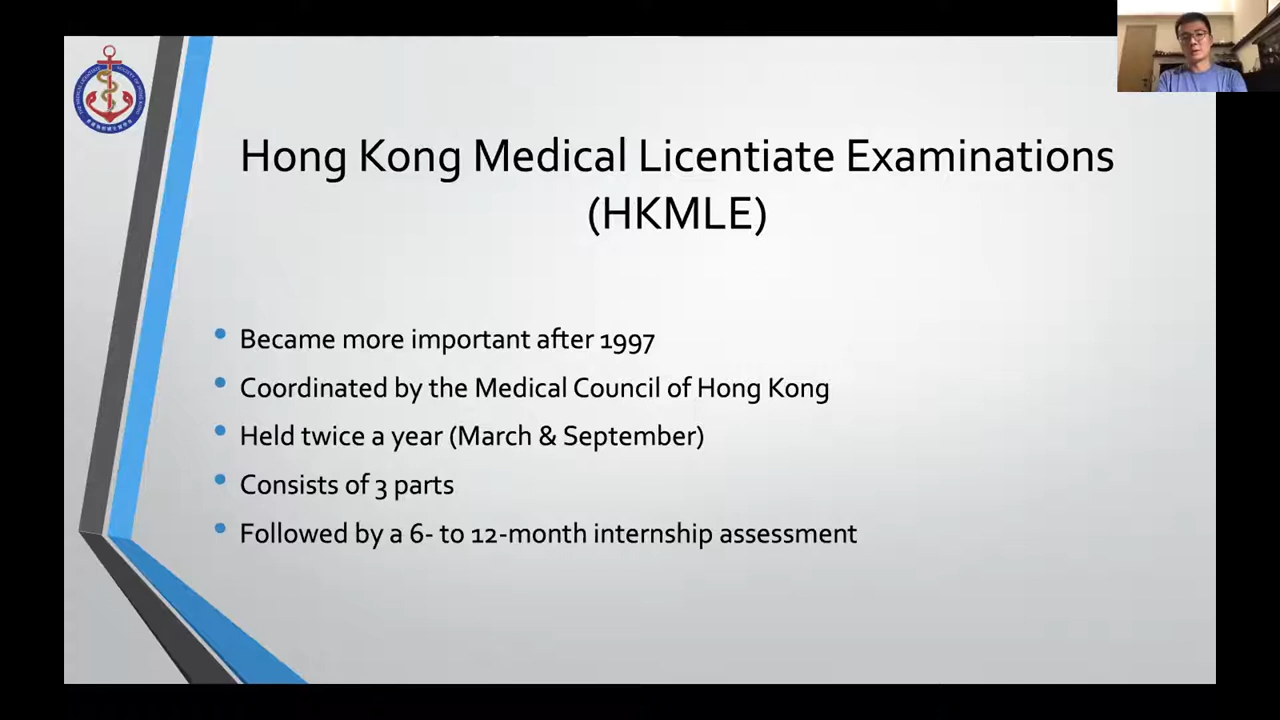 Hong Kong Medical Licentiate Examinations
(HKMLE)
Became more important after 1997
Coordinated by the Medical Council of Hong Kong
Held twice a year (March & September)
Consists of 3 parts
Followed by a 6- to 12-month internship assessment